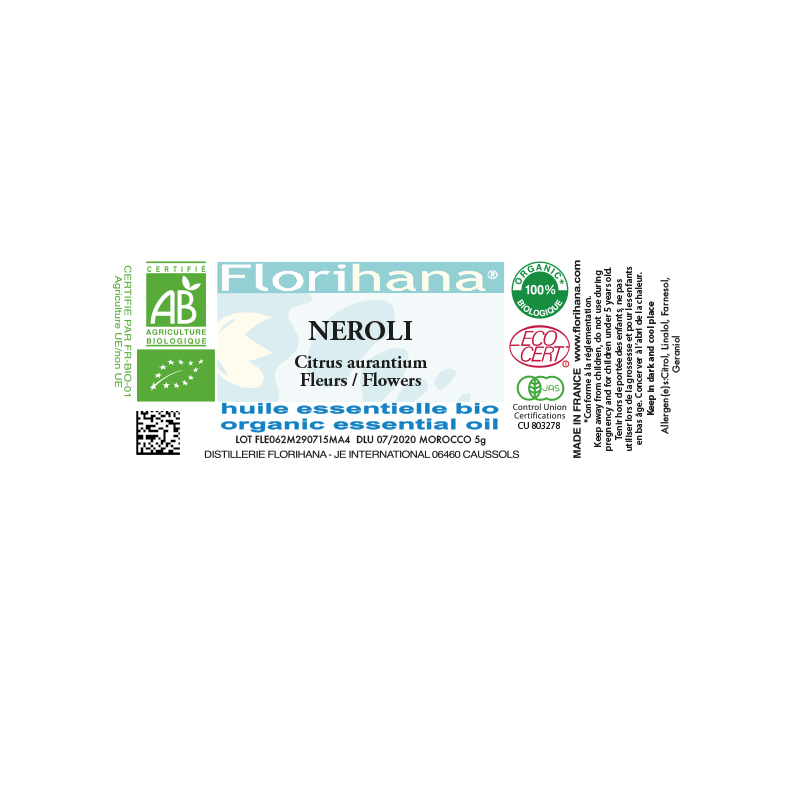 CERTIFIE PAR FR-BIO-01
Agriculture UE/non UE
CERTIFIÉ
AB
AGRICULTURE
BIOLOGIQUE
Florihana®
NEROLI
Citrus aurantium
Fleurs / Flowers
huile essentielle bio
organic essential oil
LOT FLE062M290715MA4 DLU 07/2020 MOROCCO 5g
DISTILLERIE FLORIHANA - JE INTERNATIONAL 06460 CAUSSOLS
ORGANIC*
100%
BIOLOGIQUE
ECO
CERT
JAS
Control Union
Certifications
CU 803278
MADE IN FRANCE www.florihana.com
*Conforme à la réglementation.
Keep away from children, do not use during
pregnancy and for children under 5 years old.
Tenir hors de portée des enfants, ne pas
utiliser lors de la grossesse et pour les enfants
en bas âge. Concerver à l'abri de la chaleur.
Keep in dark and cool place
Allergen(e)s:Citrol, Linalol, Farnesol,
Geraniol